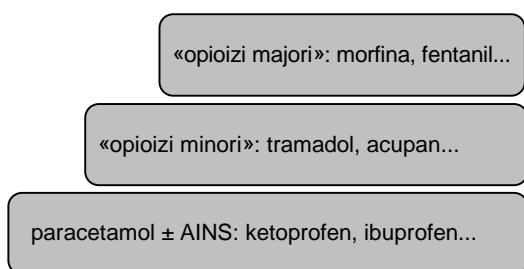 «opioizi majori»: morfina, fentanil...
«opioizi minori»: tramadol, acupan...
paracetamol ± AINS: ketoprofen, ibuprofen...